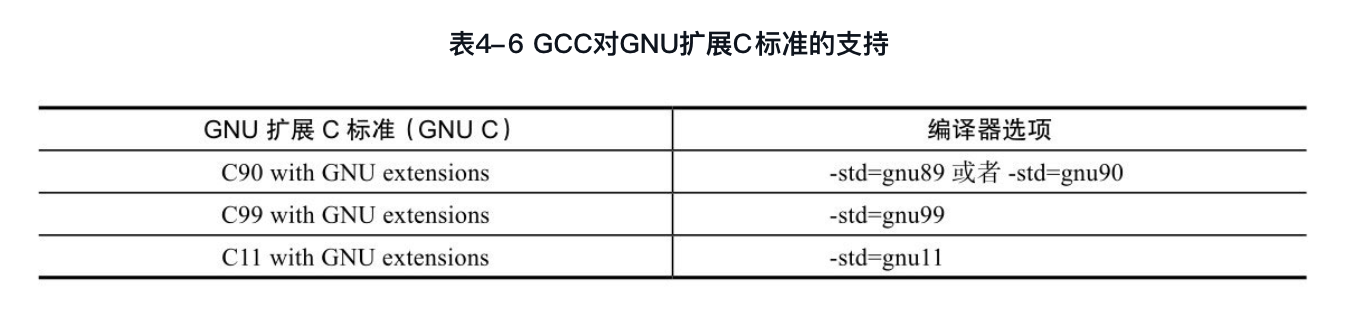 表4–6 GCC对GNU扩展C标准的支持
GNU 扩展 C 标准（GNU C） 编译器选项
C90 with GNU extensions -std=gnu89 或者 -std=gnu90
C99 with GNU extensions -std=gnu99
C11 with GNU extensions -std=gnu11